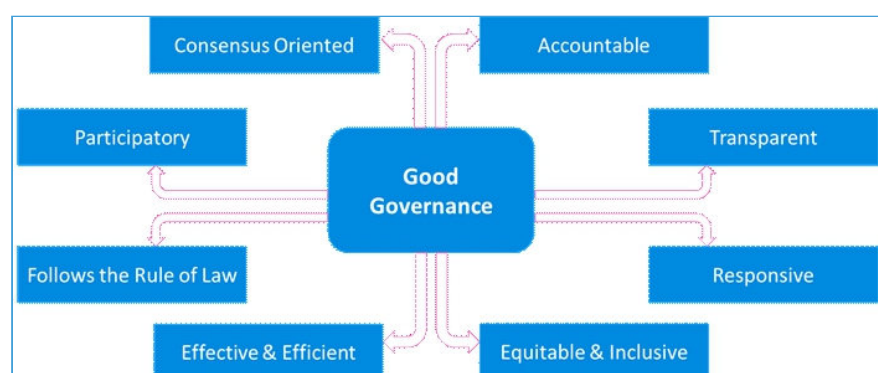 Consensus Oriented
Accountable
Participatory
Transparent
Good
Governance
Follows the Rule of Law
Responsive
Effective & Efficient
Equitable & Inclusive